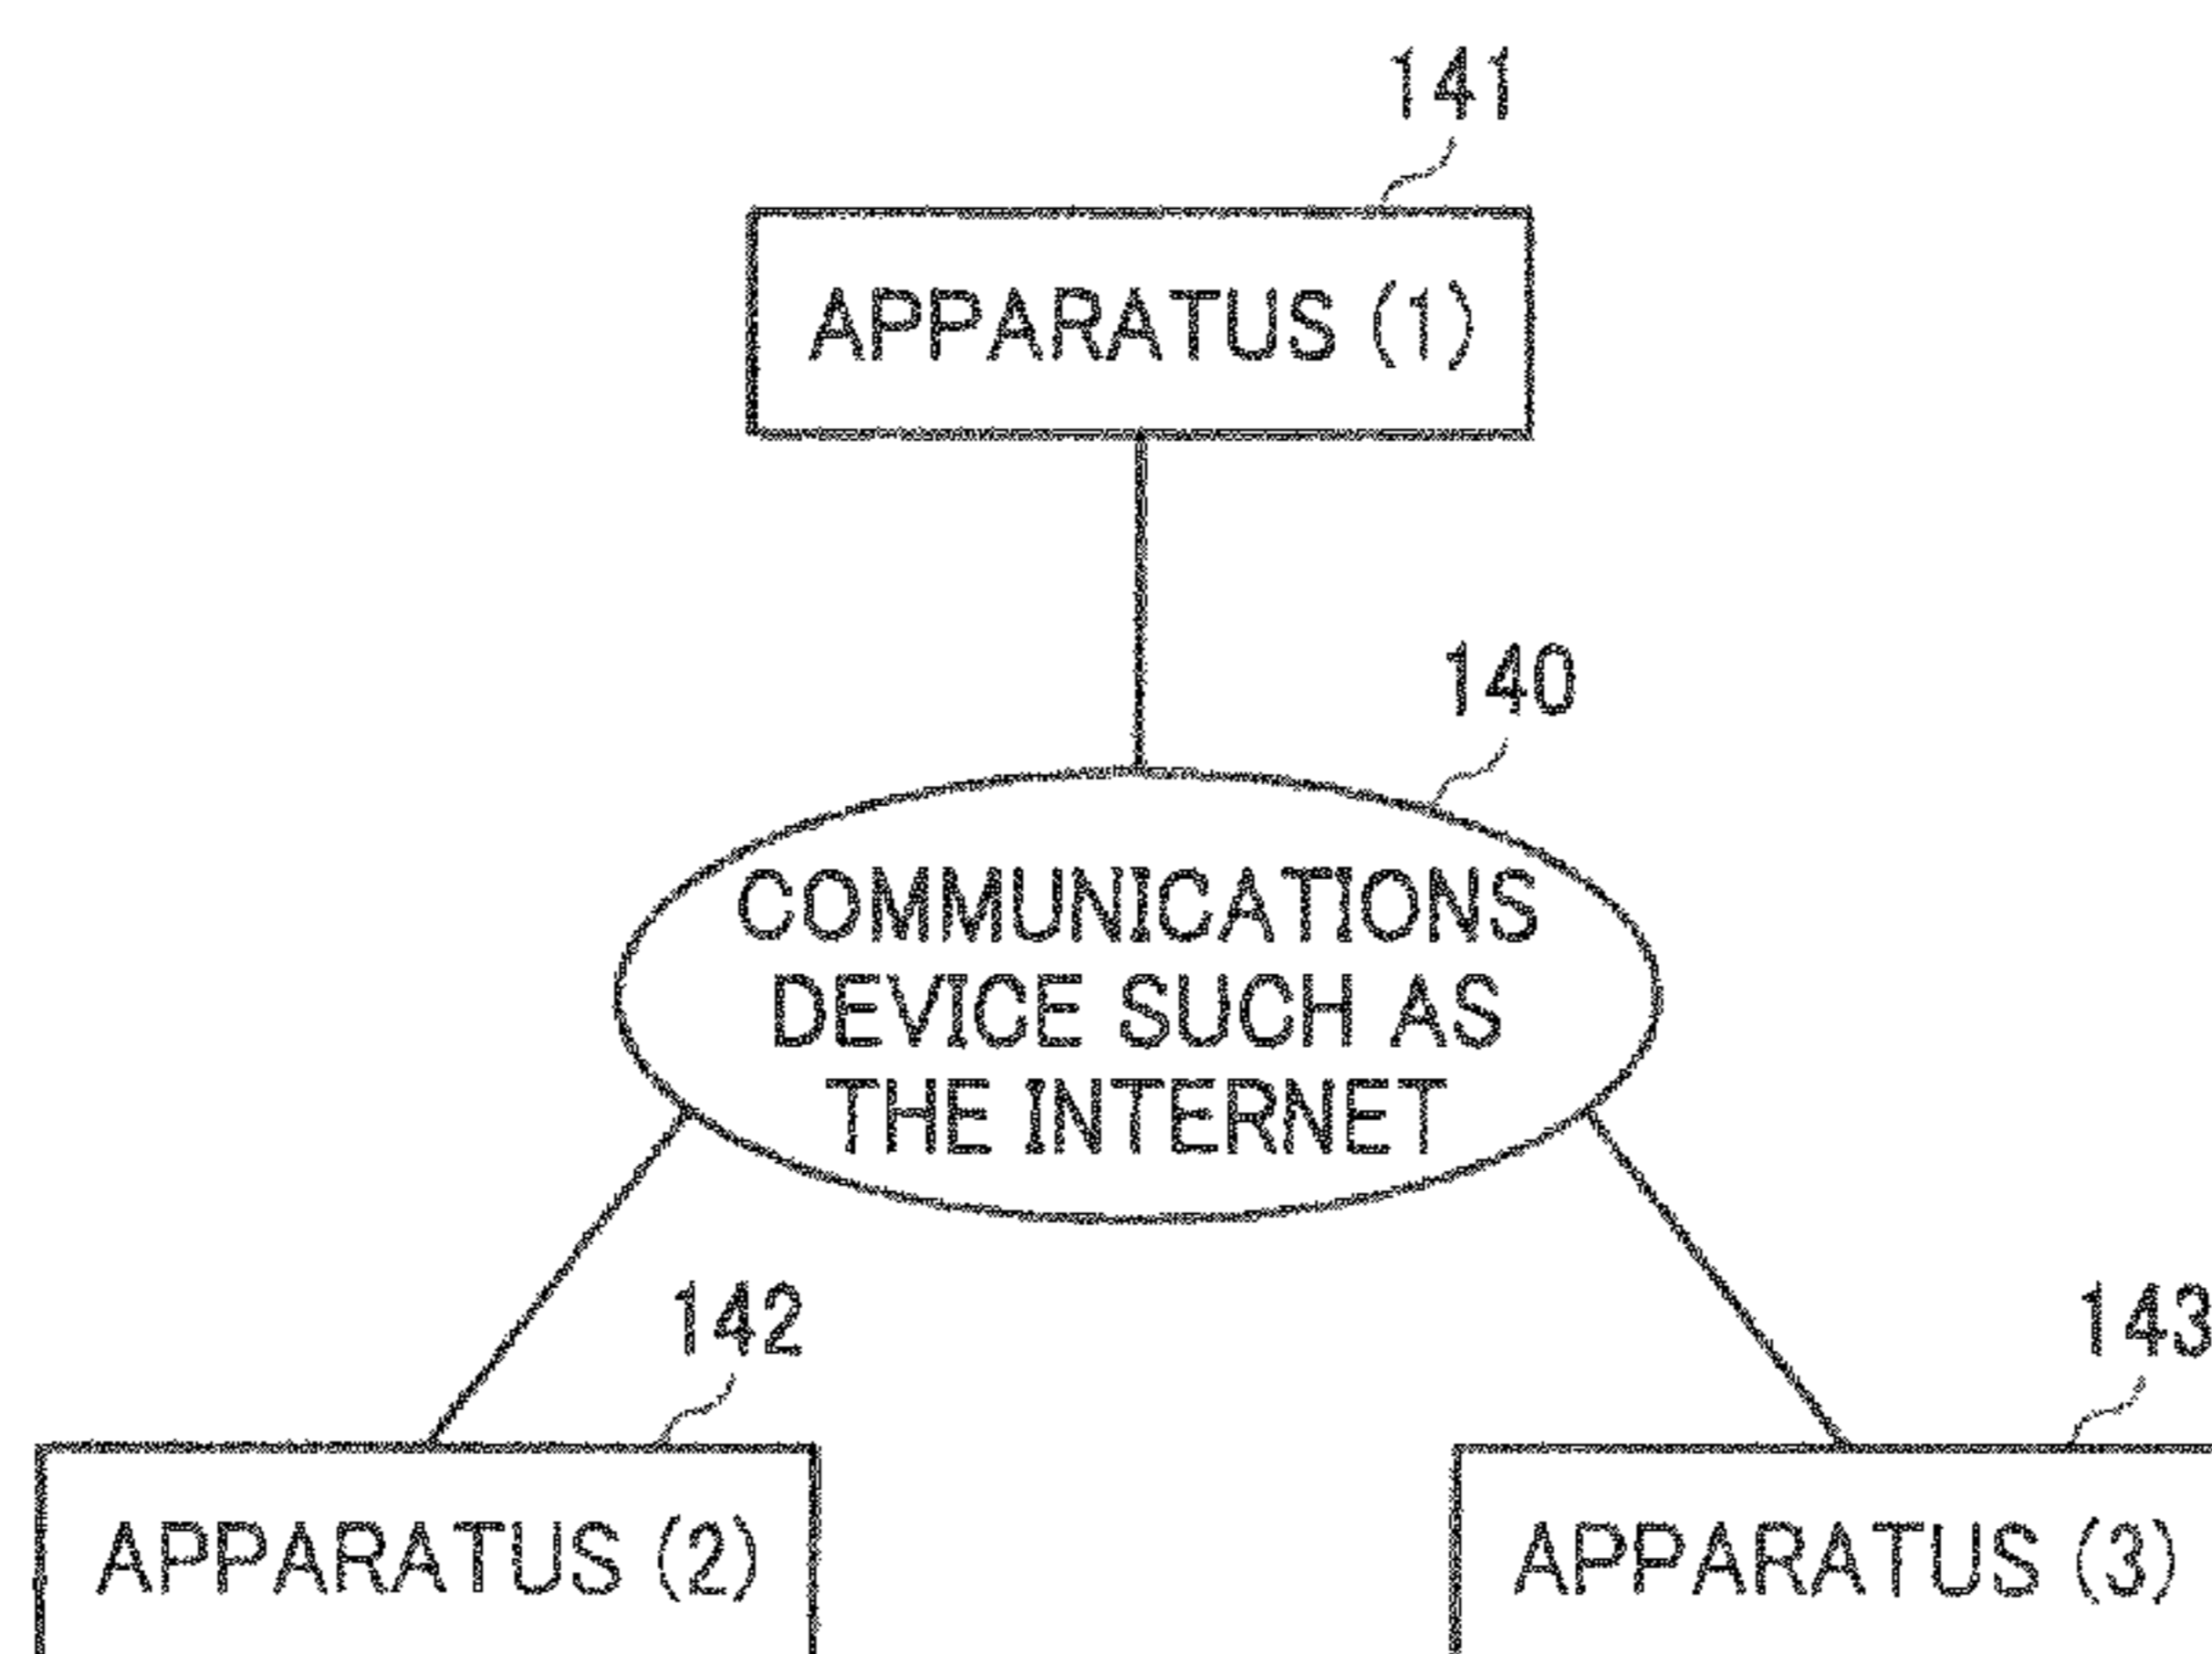 141
APPARATUS (1)
140
COMMUNICATIONS
DEVICE SUCH AS
THE INTERNET
142
143
APPARATUS (2)
APPARATUS (3)